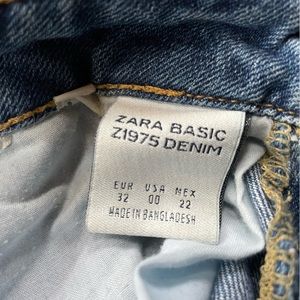 ZARA BASIC
Z1975 DENIM
EUR USA MEX
32 00 22
MADE IN BANGLADESH